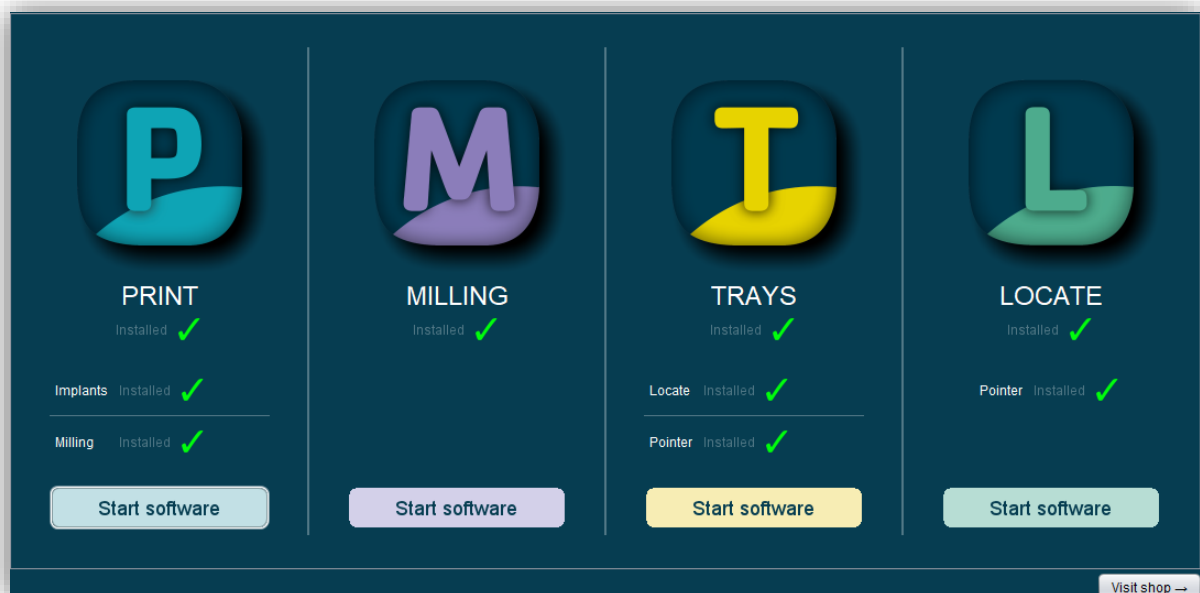 P
PRINT
Installed ✓
Implants Installed ✓
Milling Installed ✓
Start software
M
MILLING
Installed ✓
Start software
T
TRAYS
Installed ✓
Locate Installed ✓
Pointer Installed ✓
Start software
L
LOCATE
Installed ✓
Pointer Installed ✓
Start software
Visit shop →